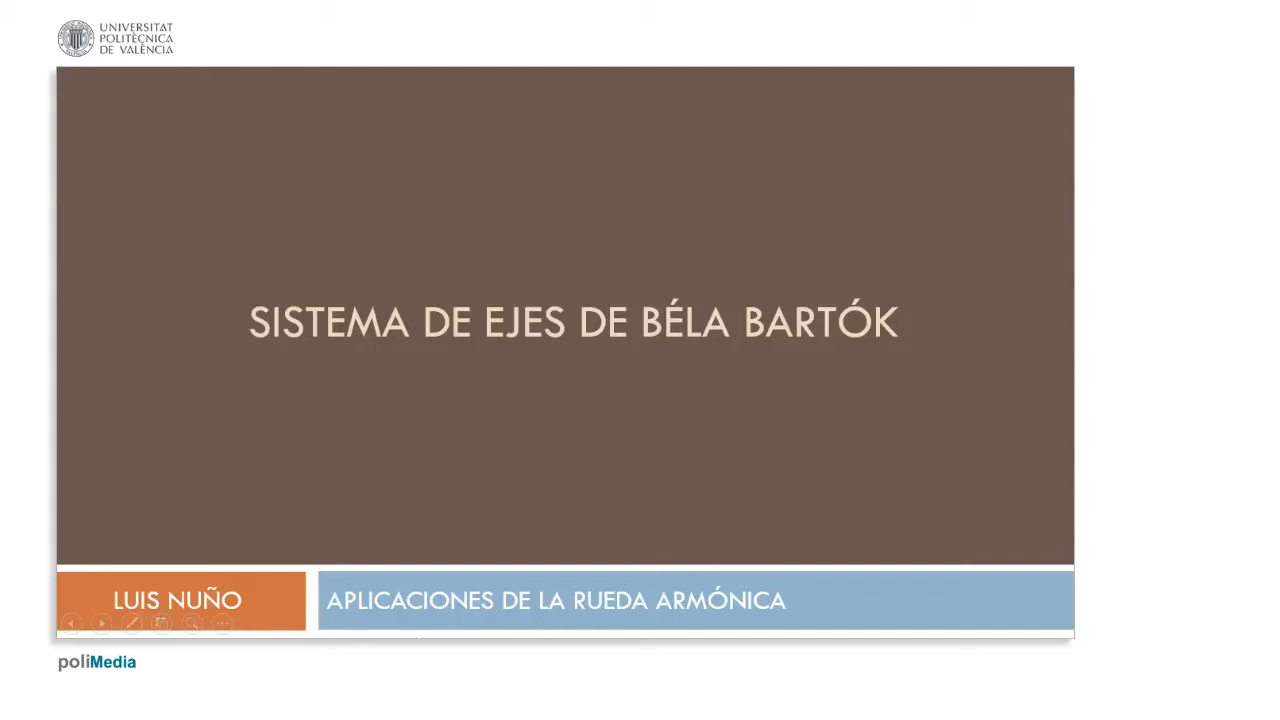 UNIVERSITAT
POLITÈCNICA
DE VALÈNCIA
SISTEMA DE EJES DE BÉLA BARTÓK
LUIS NUÑO
APLICACIONES DE LA RUEDA ARMÓNICA
poliMedia